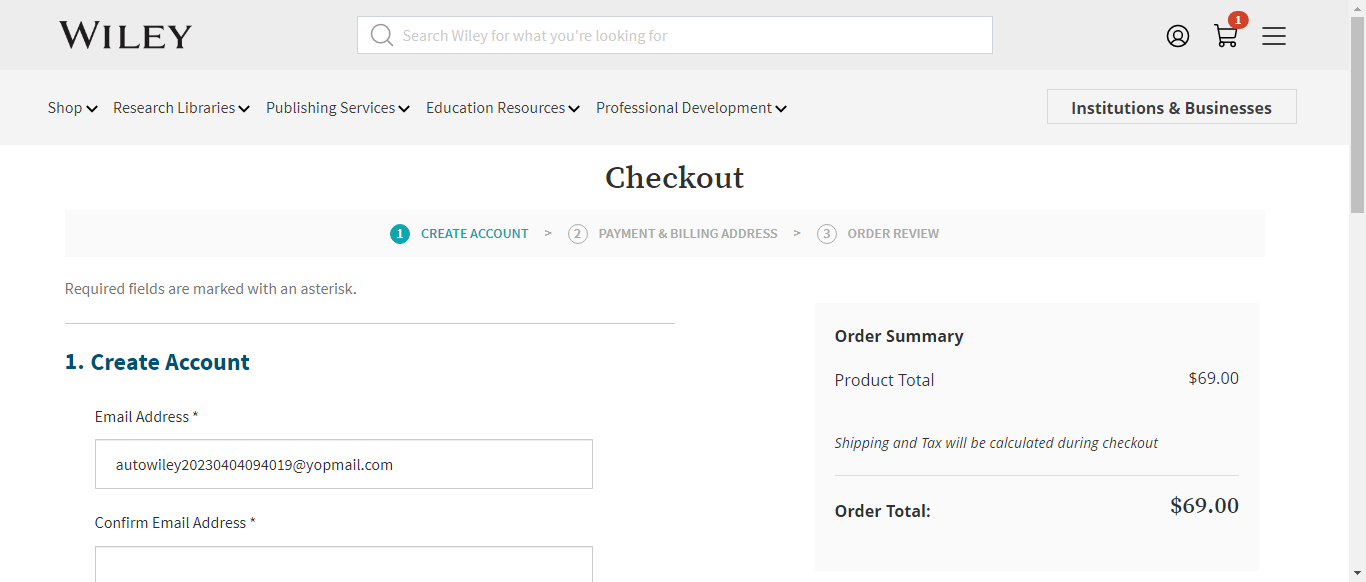 WILEY
Search Wiley for what you're looking for
1
Shop Research Libraries Publishing Services Education Resources Professional Development Institutions & Businesses
Checkout
1 CREATE ACCOUNT > 2 PAYMENT & BILLING ADDRESS > 3 ORDER REVIEW
Required fields are marked with an asterisk.
1. Create Account
Email Address *
autowiley20230404094019@yopmail.com
Confirm Email Address *
Order Summary
Product Total $69.00
Shipping and Tax will be calculated during checkout
Order Total: $69.00